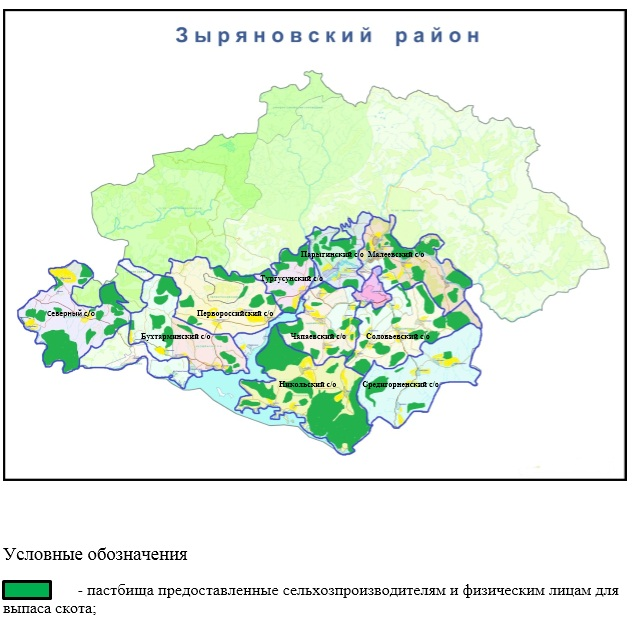 Зыряновский район
Парыгинский с/о
Малеевский с/о
Тургусунский с/о
Северный с/о
Первороссийский с/о
Бухтарминский с/о
Чапаевский с/о
Соловьевский с/о
Никольский с/о
Средигорненский с/о
Условные обозначения
- пастбища предоставленные сельхозпроизводителям и физическим лицам для
выпаса скота;